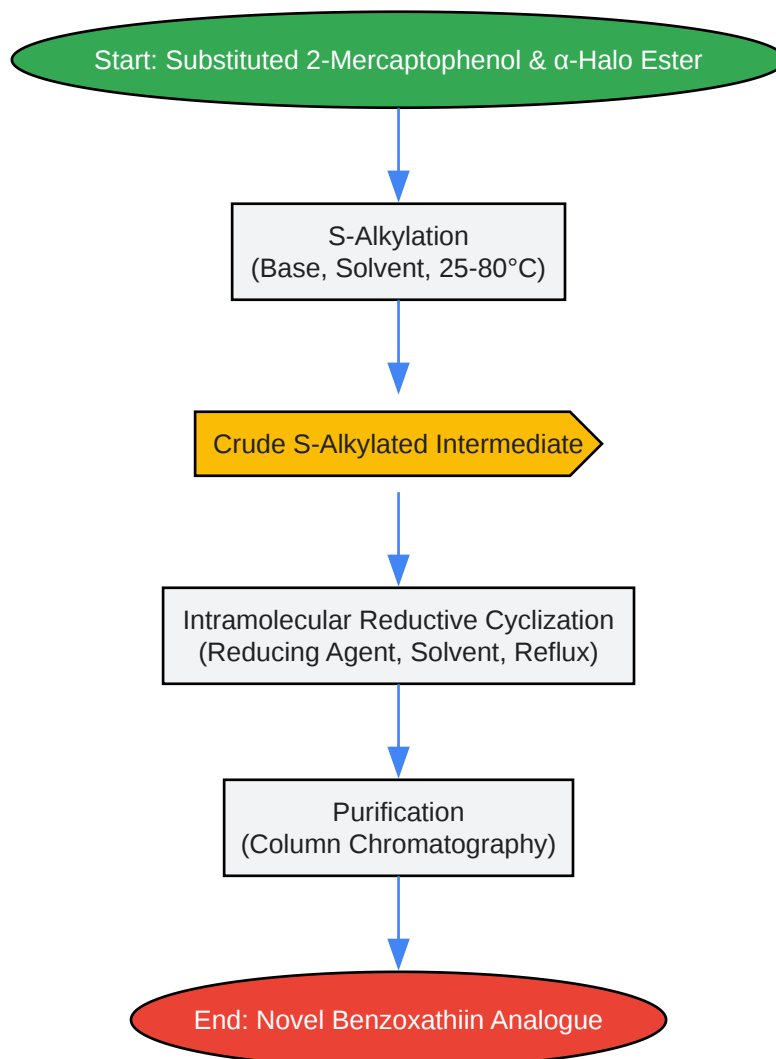 Start: Substituted 2-Mercaptophenol & α-Halo Ester
S-Alkylation
(Base, Solvent, 25-80°C)
Crude S-Alkylated Intermediate
Intramolecular Reductive Cyclization
(Reducing Agent, Solvent, Reflux)
Purification
(Column Chromatography)
End: Novel Benzoxathiin Analogue